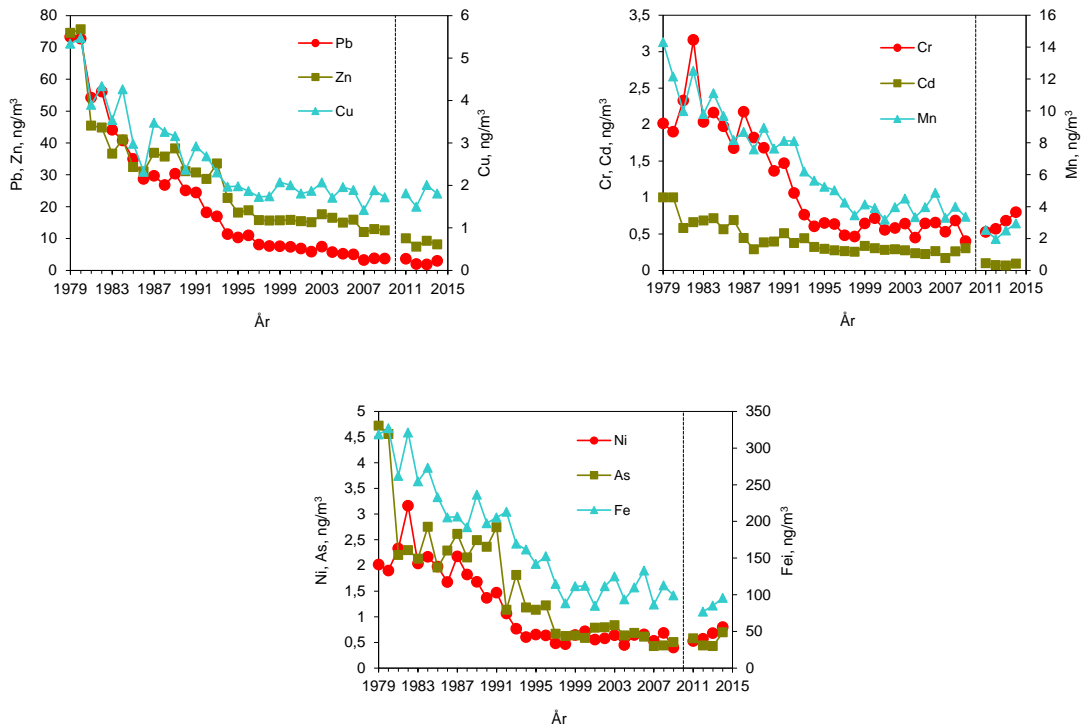 80
70
60
50
40
30
20
10
0
Pb, Zn, ng/m³
6
5
4
3
2
1
0
Cu, ng/m³
Pb
Zn
Cu
1979 1983 1987 1991 1995 1999 2003 2007 2011 2015
År
3,5
3
2,5
2
1,5
1
0,5
0
Cr, Cd, ng/m³
16
14
12
10
8
6
4
2
0
Mn, ng/m³
Cr
Cd
Mn
1979 1983 1987 1991 1995 1999 2003 2007 2011 2015
År
5
4,5
4
3,5
3
2,5
2
1,5
1
0,5
0
Ni, As, ng/m³
350
300
250
200
150
100
50
0
Fei, ng/m³
Ni
As
Fe
1979 1983 1987 1991 1995 1999 2003 2007 2011 2015
År